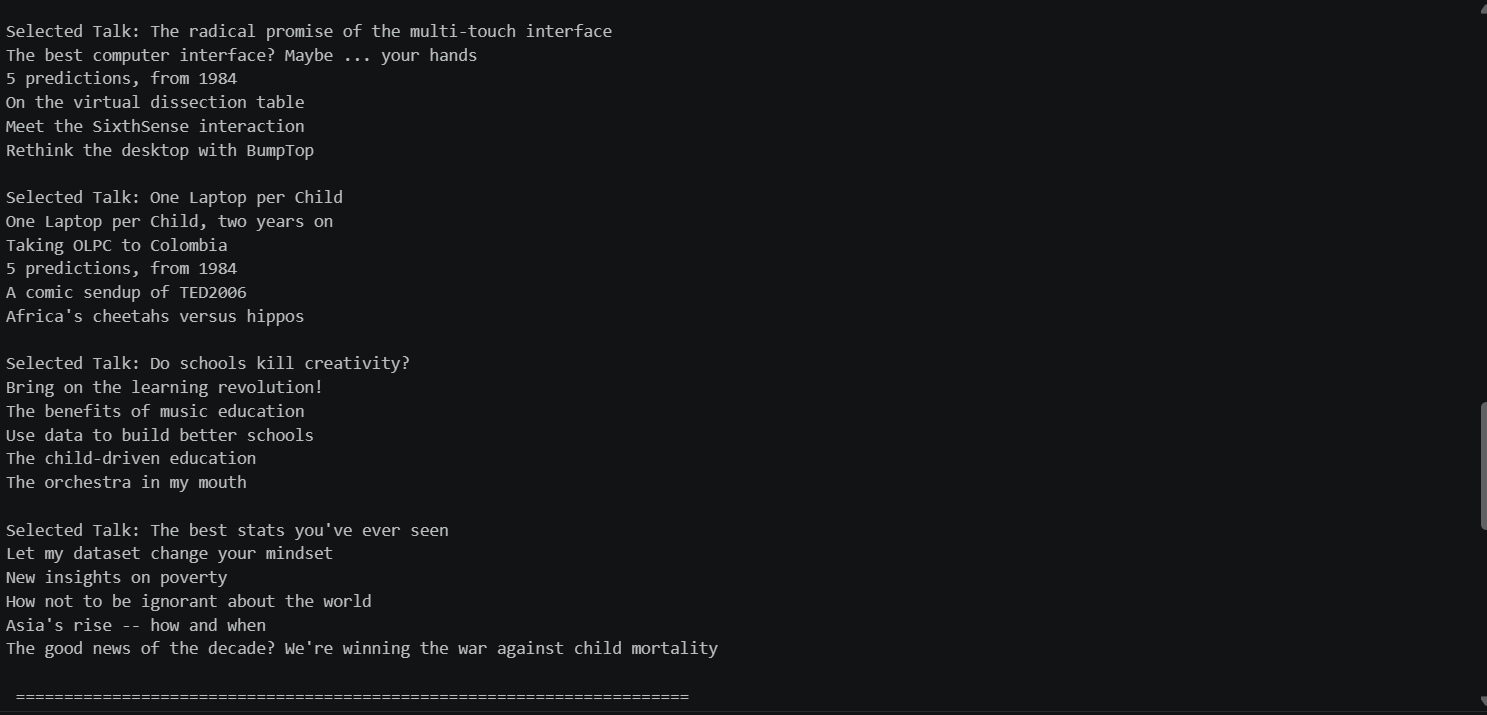 Selected Talk: The radical promise of the multi-touch interface
The best computer interface? Maybe ... your hands
5 predictions, from 1984
On the virtual dissection table
Meet the SixthSense interaction
Rethink the desktop with BumpTop
Selected Talk: One Laptop per Child
One Laptop per Child, two years on
Taking OLPC to Colombia
5 predictions, from 1984
A comic sendup of TED2006
Africa's cheetahs versus hippos
Selected Talk: Do schools kill creativity?
Bring on the learning revolution!
The benefits of music education
Use data to build better schools
The child-driven education
The orchestra in my mouth
Selected Talk: The best stats you've ever seen
Let my dataset change your mindset
New insights on poverty
How not to be ignorant about the world
Asia's rise -- how and when
The good news of the decade? We're winning the war against child mortality
======================================================================